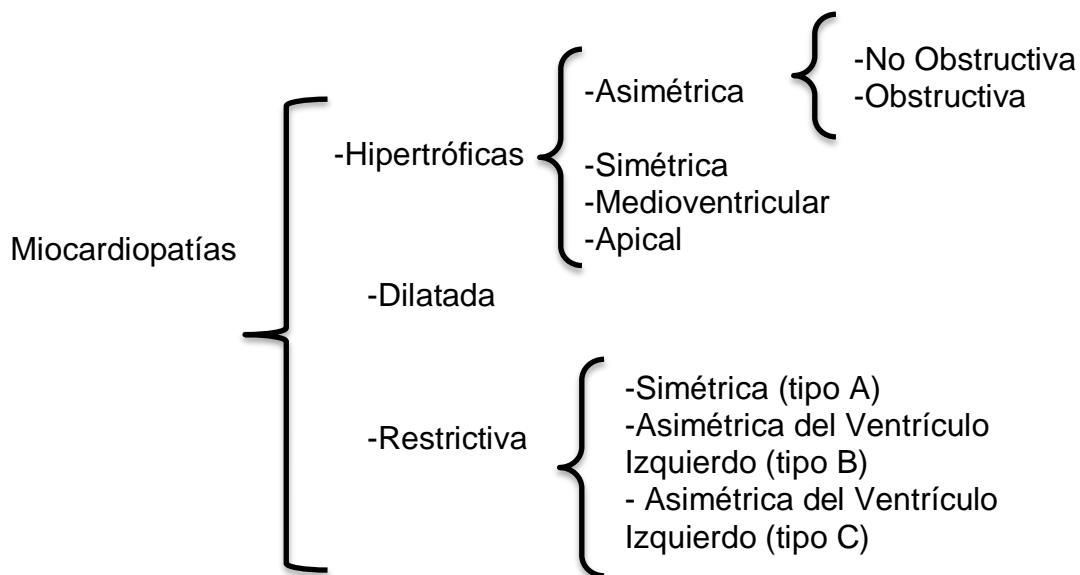 Miocardiopatías
-Hipertróficas
-Asimétrica
-No Obstructiva
-Obstructiva
-Simétrica
-Medioventricular
-Apical
-Dilatada
-Restrictiva
-Simétrica (tipo A)
-Asimétrica del Ventrículo
Izquierdo (tipo B)
- Asimétrica del Ventrículo
Izquierdo (tipo C)